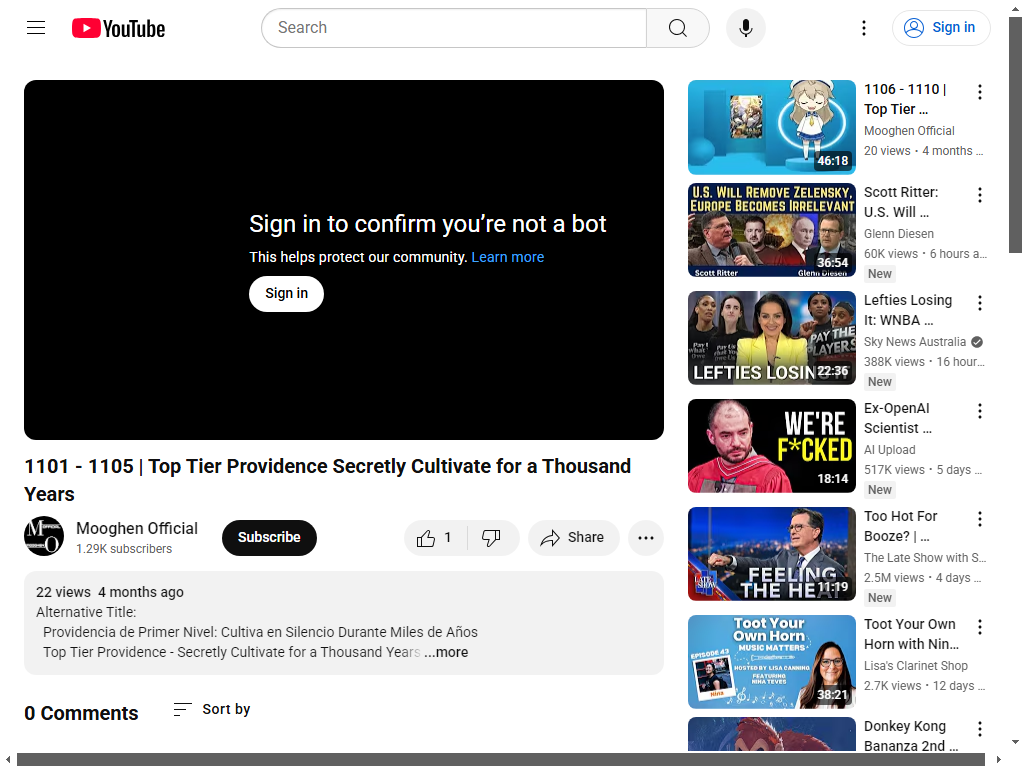 YouTube
Search
Sign in
Sign in to confirm you’re not a bot
This helps protect our community. Learn more
Sign in
1101 - 1105 | Top Tier Providence Secretly Cultivate for a Thousand
Years
Mooghen Official
1.29K subscribers
Subscribe
1
Share
22 views 4 months ago
Alternative Title:
Providencia de Primer Nivel: Cultiva en Silencio Durante Miles de Años
Top Tier Providence - Secretly Cultivate for a Thousand Years ...more
0 Comments
Sort by
46:18
1106 - 1110 |
Top Tier ...
Mooghen Official
20 views • 4 months ...
U.S. WILL REMOVE ZELENSKY,
EUROPE BECOMES IRRELEVANT
Scott Ritter
Glenn Diesen
36:54
Scott Ritter:
U.S. Will ...
Glenn Diesen
60K views • 6 hours a...
New
PAY THE
PLAYERS
LEFTIES LOSIN
22:36
Lefties Losing
It: WNBA ...
Sky News Australia
388K views • 16 hour...
New
WE'RE
F*CKED
18:14
Ex-OpenAI
Scientist ...
AI Upload
517K views • 5 days ...
New
LATE SHOW
FEELING
THE HEA
11:19
Too Hot For
Booze? | ...
The Late Show with S...
2.5M views • 4 days ...
New
Toot Your
Own Horn
MUSIC MATTERS
EPISODE 43
HOSTED BY LISA CANNING
FEATURING
NINA TEVES
Nina
38:21
Toot Your Own
Horn with Nin...
Lisa's Clarinet Shop
2.7K views • 12 days ...
Donkey Kong
Bananza 2nd ...